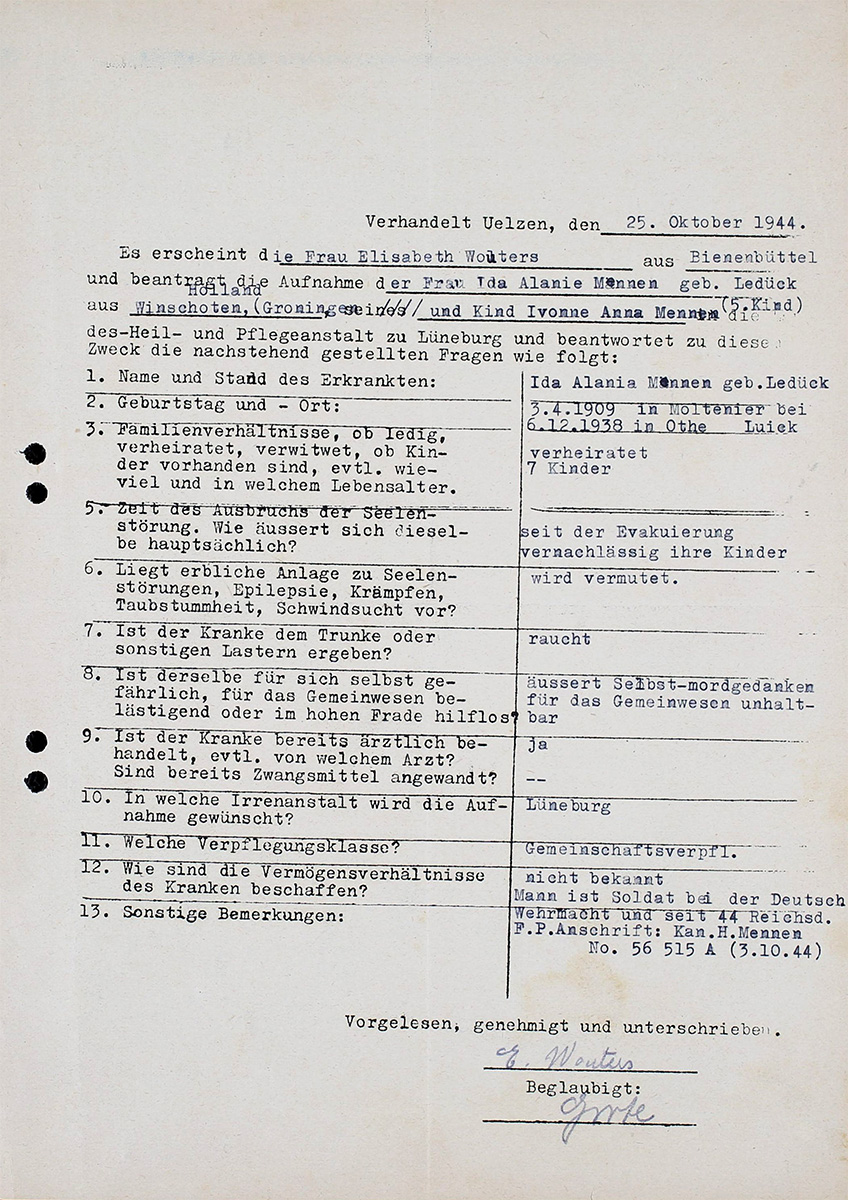 Verhandelt Uelzen, den 25. Oktober 1944.
Es erscheint die Frau Elisabeth Wouters aus Bienenbüttel
und beantragt die Aufnahme der Frau Ida Alanie Mennen geb. Ledück
Holland
aus Winschoten, (Groningen, seines //// und Kind Ivonne Anna Mennen (5.Kind) die
des-Heil- und Pflegeanstalt zu Lüneburg und beantwortet zu diese
Zweck die nachstehend gestellten Fragen wie folgt:
1. Name und Stand des Erkrankten: Ida Alania Mennen geb.Ledück
2. Geburtstag und - Ort: 3.4.1909 in Moltenier bei
6.12.1938 in Othe Luick
3. Familienverhältnisse, ob ledig,
verheiratet, verwitwet, ob Kin- verheiratet
der vorhanden sind, evtl. wie- 7 Kinder
viel und in welchem Lebensalter.
5. Zeit des Ausbruchs der Seelen-
störung. Wie äussert sich diesel- seit der Evakuierung
be hauptsächlich? vernachlässig ihre Kinder
6. Liegt erbliche Anlage zu Seelen- wird vermutet.
störungen, Epilepsie, Krämpfen,
Taubstummheit, Schwindsucht vor?
7. Ist der Kranke dem Trunke oder raucht
sonstigen Lastern ergeben?
8. Ist derselbe für sich selbst ge- äussert Selbst-mordgedanken
fährlich, für das Gemeinwesen be- für das Gemeinwesen unhalt-
lästigend oder im hohen Frade hilflos? bar
9. Ist der Kranke bereits ärztlich be- ja
handelt, evtl. von welchem Arzt?
Sind bereits Zwangsmittel angewandt? --
10. In welche Irrenanstalt wird die Auf- Lüneburg
nahme gewünscht?
11. Welche Verpflegungsklasse? Gemeinschaftsverpfl.
12. Wie sind die Vermögensverhältnisse nicht bekannt
des Kranken beschaffen? Mann ist Soldat bei der Deutsch
13. Sonstige Bemerkungen: Wehrmacht und seit 44 Reichsd.
F.P.Anschrift: Kan.H.Mennen
No. 56 515 A (3.10.44)
Vorgelesen, genehmigt und unterschrieben.
E. Wouters
Beglaubigt: